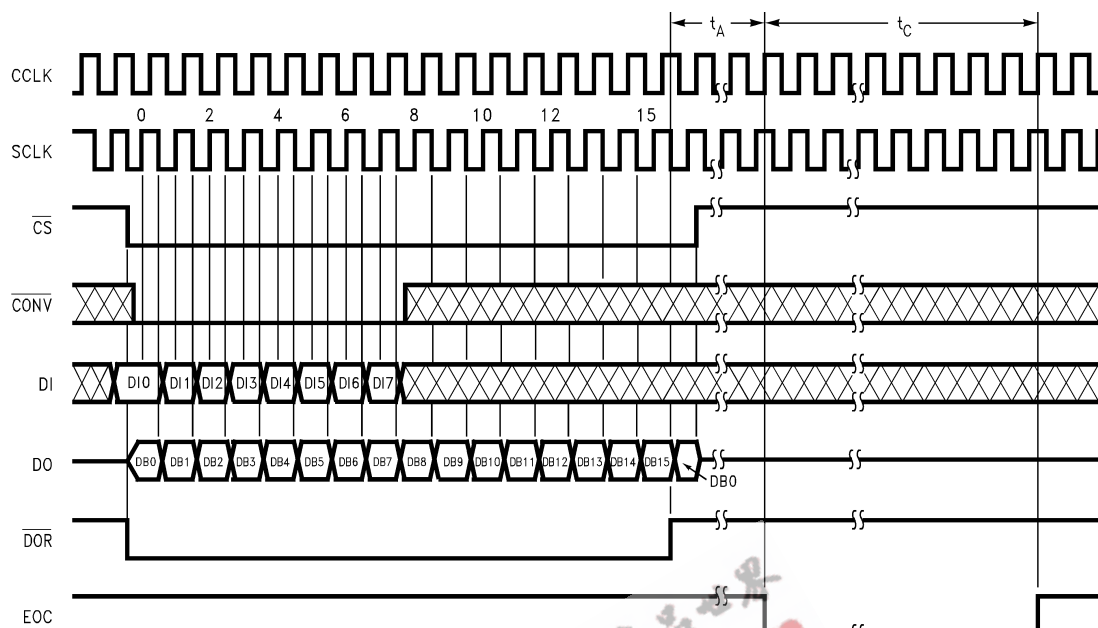 t_A t_C
CCLK
0 2 4 6 8 10 12 15
SCLK
CS
CONV
DI DI0 DI1 DI2 DI3 DI4 DI5 DI6 DI7
DO DB0 DB1 DB2 DB3 DB4 DB5 DB6 DB7 DB8 DB9 DB10 DB11 DB12 DB13 DB14 DB15
DB0
DOR
EOC